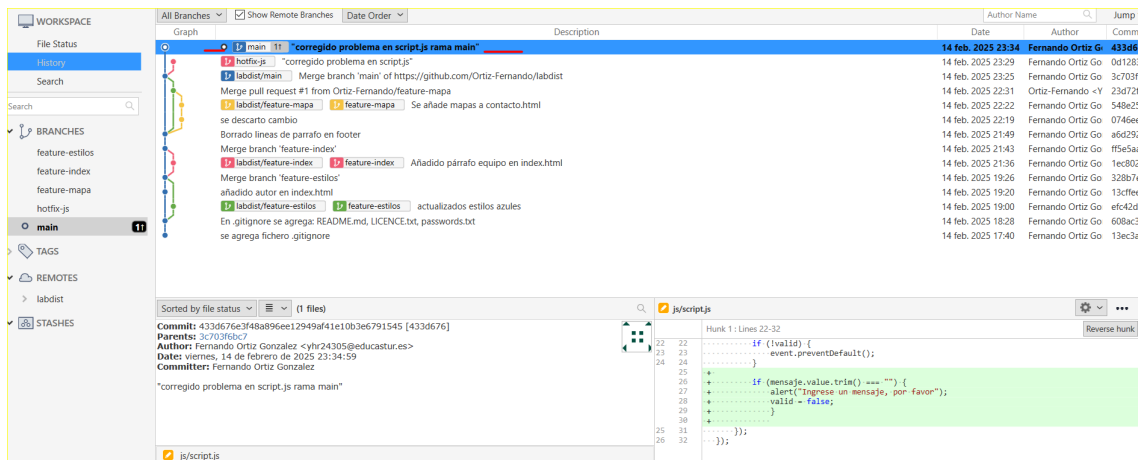 WORKSPACE
File Status
History
Search
Search
BRANCHES
feature-estilos
feature-index
feature-mapa
hotfix-js
main 1↑
TAGS
REMOTES
labdist
STASHES
All Branches Show Remote Branches Date Order Author Name Jump
Graph Description Date Author Comm
main 1↑ "corregido problema en script.js rama main" 14 feb. 2025 23:34 Fernando Ortiz G 433d6
hotfix-js "corregido problema en script.js" 14 feb. 2025 23:29 Fernando Ortiz Go 0d128
labdist/main Merge branch 'main' of https://github.com/Ortiz-Fernando/labdist 14 feb. 2025 23:25 Fernando Ortiz Go 3c703f
Merge pull request #1 from Ortiz-Fernando/feature-mapa 14 feb. 2025 22:31 Ortiz-Fernando <Y 23d72f
labdist/feature-mapa feature-mapa Se añade mapas a contacto.html 14 feb. 2025 22:22 Fernando Ortiz Go 548e25
se descarto cambio 14 feb. 2025 22:19 Fernando Ortiz Go 0746ee
Borrado lineas de parrafo en footer 14 feb. 2025 21:49 Fernando Ortiz Go a6d292
Merge branch 'feature-index' 14 feb. 2025 21:43 Fernando Ortiz Go ff5e5a
labdist/feature-index feature-index Añadido párrafo equipo en index.html 14 feb. 2025 21:36 Fernando Ortiz Go 1ec802
Merge branch 'feature-estilos' 14 feb. 2025 19:26 Fernando Ortiz Go 328b7
añadido autor en index.html 14 feb. 2025 19:20 Fernando Ortiz Go 13cffe
labdist/feature-estilos feature-estilos actualizados estilos azules 14 feb. 2025 19:00 Fernando Ortiz Go efc42d
En .gitignore se agrega: README.md, LICENCE.txt, passwords.txt 14 feb. 2025 18:28 Fernando Ortiz Go 608ac3
se agrega fichero .gitignore 14 feb. 2025 17:40 Fernando Ortiz Go 13ec3a
Sorted by file status (1 files)
Commit: 433d676e3f48a896ee12949af41e10b3e6791545 [433d676]
Parents: 3c703f6bc7
Author: Fernando Ortiz Gonzalez <yhr24305@educastur.es>
Date: viernes, 14 de febrero de 2025 23:34:59
Committer: Fernando Ortiz Gonzalez
"corregido problema en script.js rama main"
js/script.js
js/script.js
Hunk 1 : Lines 22-32 Reverse hunk
22 22 if (!valid) {
23 23 event.preventDefault();
24 24 }
25 +
26 + if (mensaje.value.trim() === "") {
27 + alert("Ingrese un mensaje, por favor");
28 + valid = false;
29 + }
30 +
25 31 });
26 32 });